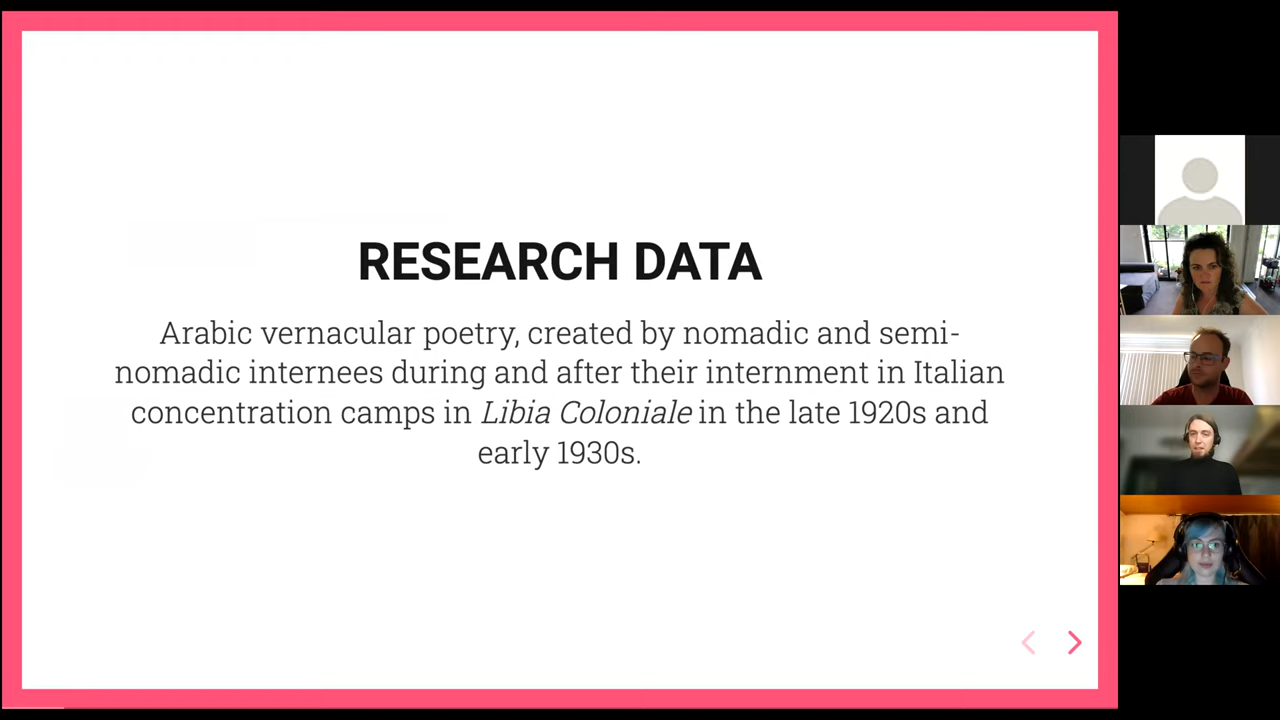 RESEARCH DATA
Arabic vernacular poetry, created by nomadic and semi-
nomadic internees during and after their internment in Italian
concentration camps in Libia Coloniale in the late 1920s and
early 1930s.